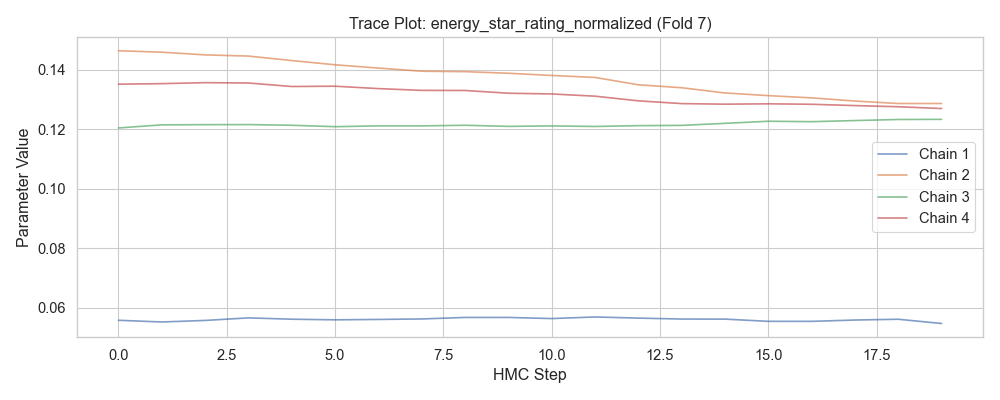 Trace Plot: energy_star_rating_normalized (Fold 7)
Parameter Value
0.14
0.12
0.10
0.08
0.06
Chain 1
Chain 2
Chain 3
Chain 4
0.0 2.5 5.0 7.5 10.0 12.5 15.0 17.5
HMC Step